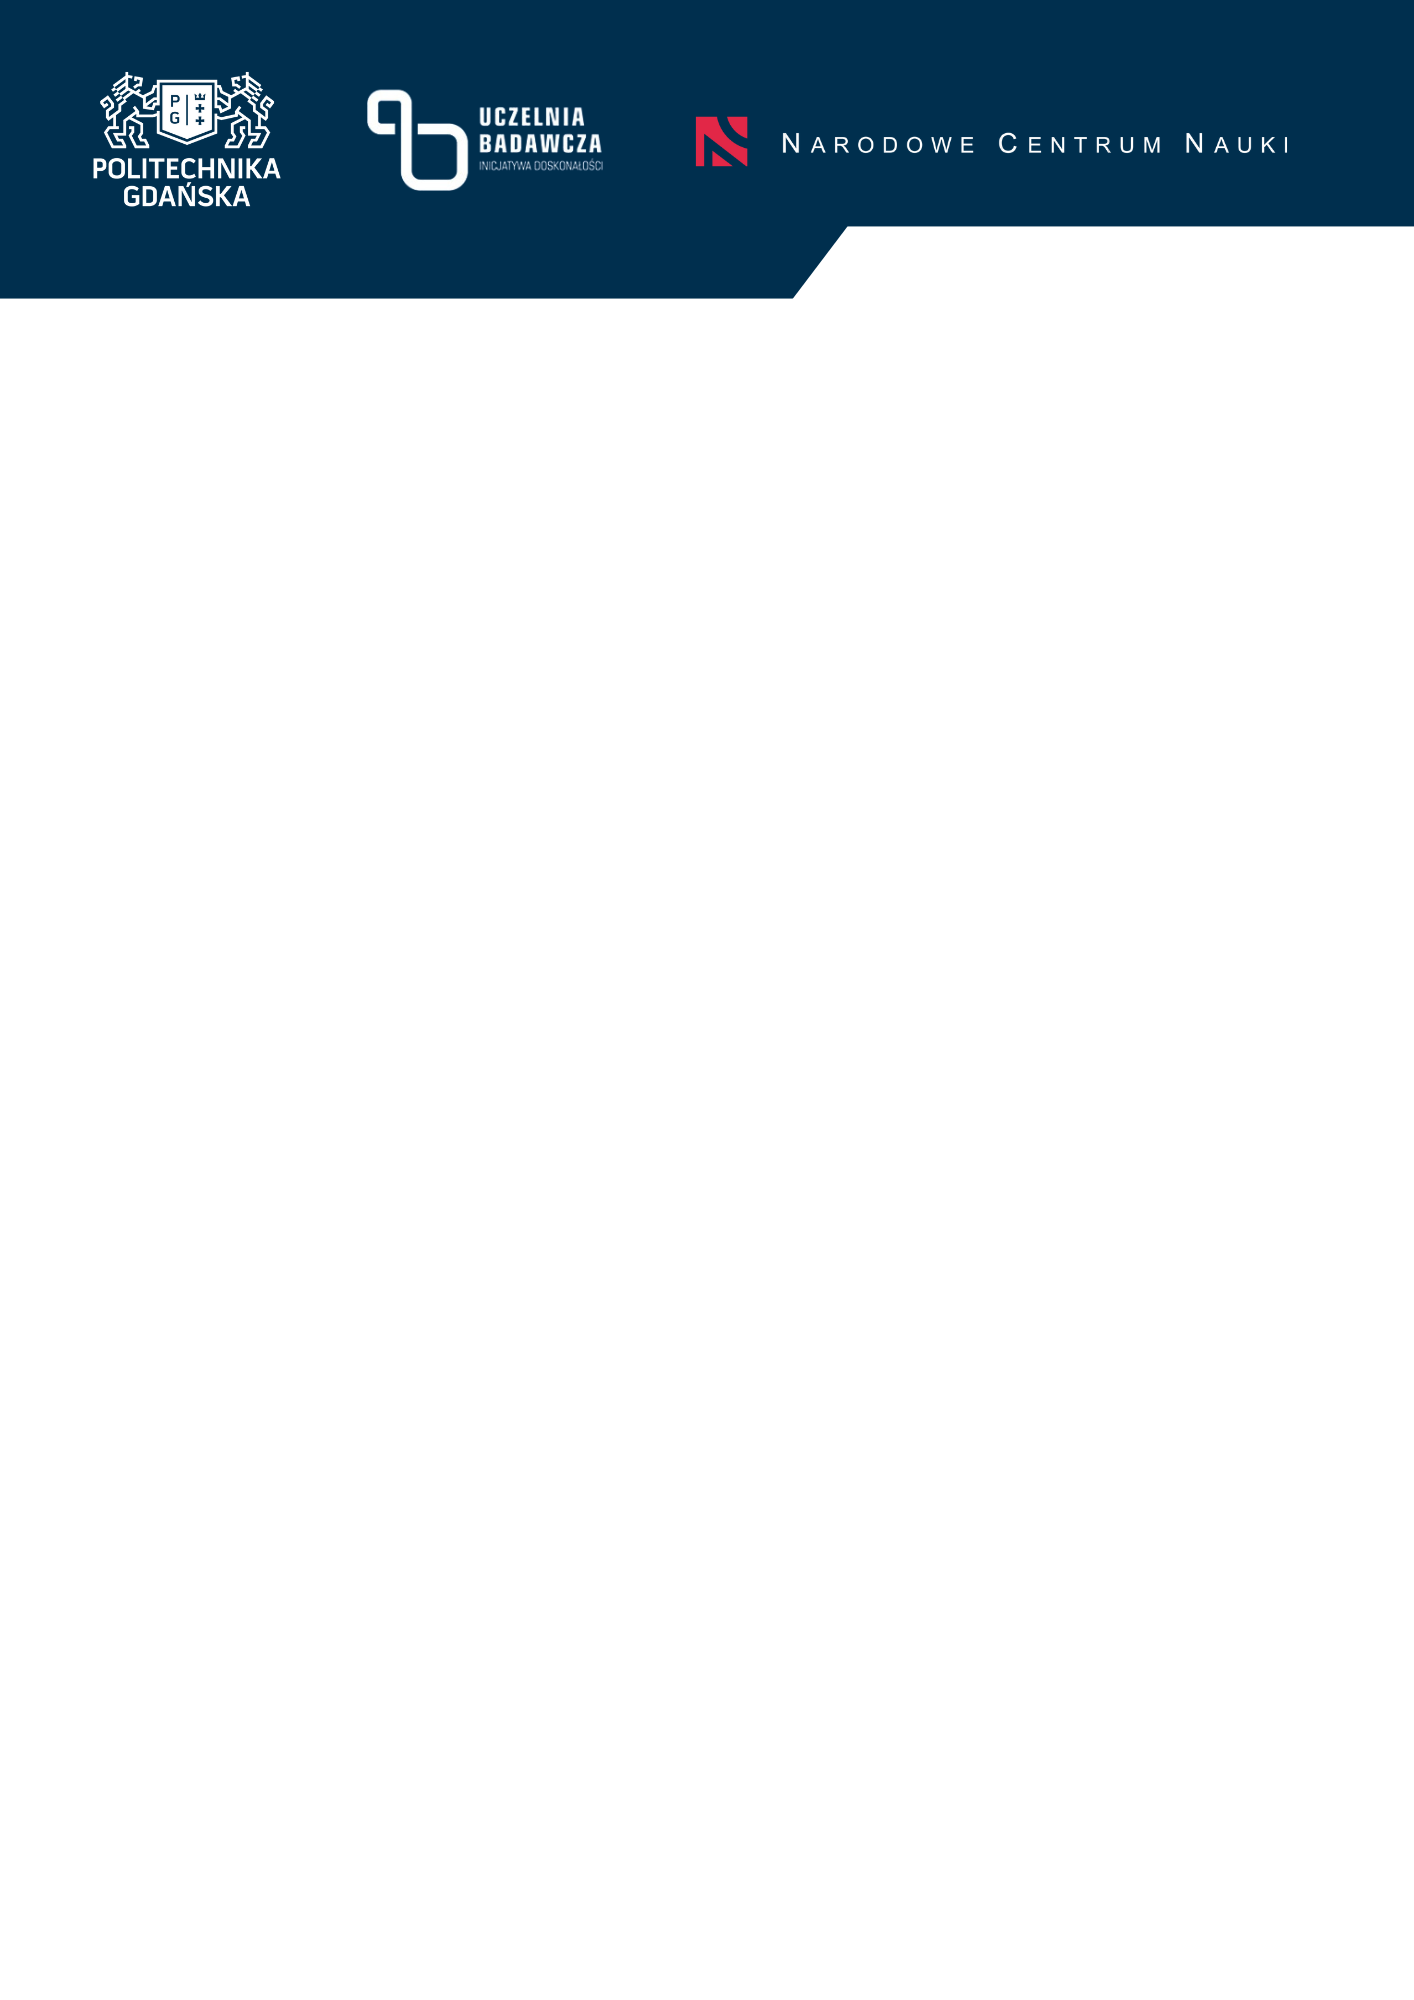 P
G
POLITECHNIKA
GDAŃSKA
UCZELNIA
BADAWCZA
INICJATYWA DOSKONAŁOŚCI
NARODOWE CENTRUM NAUKI